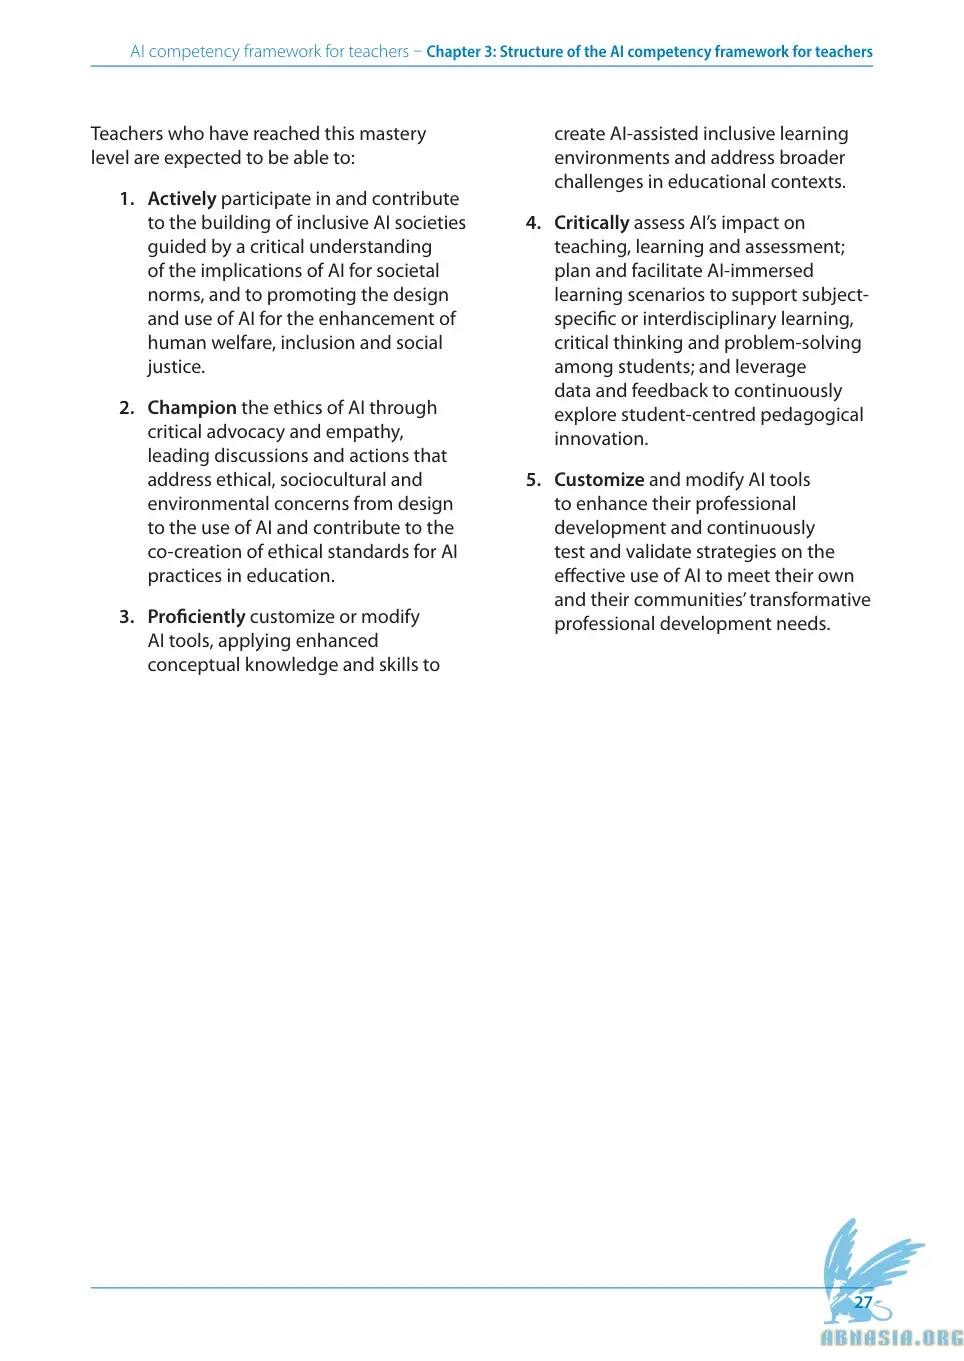 AI competency framework for teachers – Chapter 3: Structure of the AI competency framework for teachers
Teachers who have reached this mastery
level are expected to be able to:
1. Actively participate in and contribute
to the building of inclusive AI societies
guided by a critical understanding
of the implications of AI for societal
norms, and to promoting the design
and use of AI for the enhancement of
human welfare, inclusion and social
justice.
2. Champion the ethics of AI through
critical advocacy and empathy,
leading discussions and actions that
address ethical, sociocultural and
environmental concerns from design
to the use of AI and contribute to the
co-creation of ethical standards for AI
practices in education.
3. Proficiently customize or modify
AI tools, applying enhanced
conceptual knowledge and skills to
create AI-assisted inclusive learning
environments and address broader
challenges in educational contexts.
4. Critically assess AI’s impact on
teaching, learning and assessment;
plan and facilitate AI-immersed
learning scenarios to support subject-
specific or interdisciplinary learning,
critical thinking and problem-solving
among students; and leverage
data and feedback to continuously
explore student-centred pedagogical
innovation.
5. Customize and modify AI tools
to enhance their professional
development and continuously
test and validate strategies on the
effective use of AI to meet their own
and their communities’ transformative
professional development needs.
27
ABNASIA.ORG